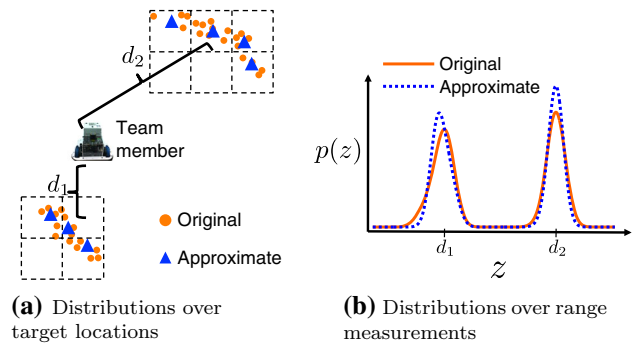 d₂
Team
member
d₁
Original
Approximate
(a) Distributions over
target locations
Original
Approximate
p(z)
d₁
d₂
z
(b) Distributions over range
measurements